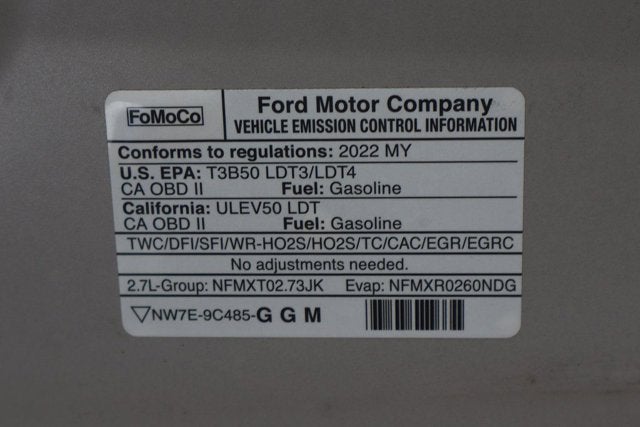 FoMoCo
Ford Motor Company
VEHICLE EMISSION CONTROL INFORMATION
Conforms to regulations: 2022 MY
U.S. EPA: T3B50 LDT3/LDT4
CA OBD II Fuel: Gasoline
California: ULEV50 LDT
CA OBD II Fuel: Gasoline
TWC/DFI/SFI/WR-HO2S/HO2S/TC/CAC/EGR/EGRC
No adjustments needed.
2.7L-Group: NFMXT02.73JK Evap: NFMXR0260NDG
NW7E-9C485-G G M